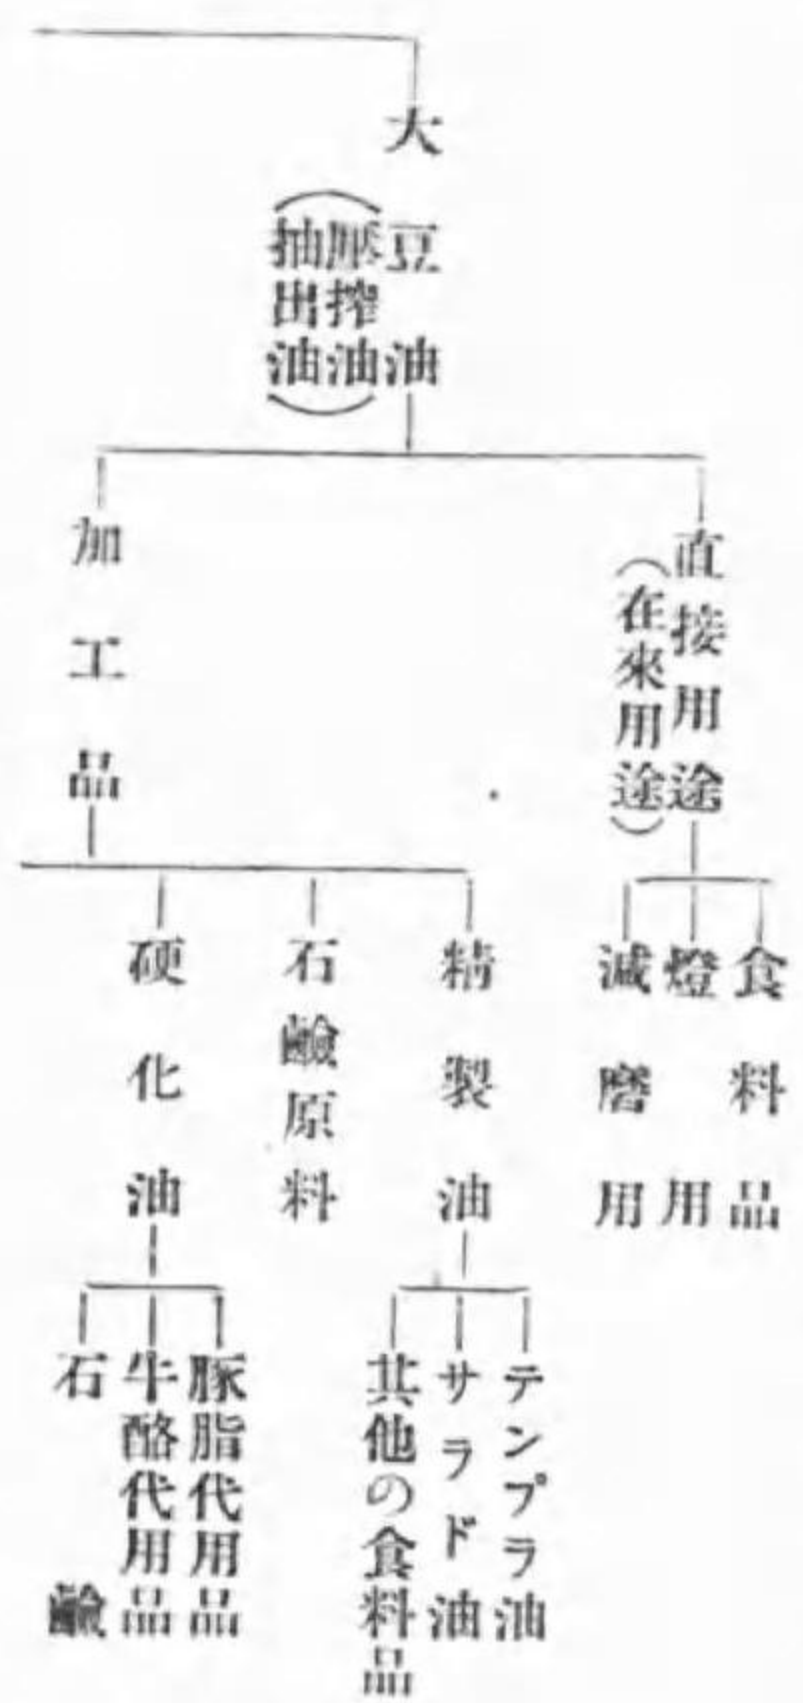 大豆油
(壓搾油
抽出油)
直接用途
(在來用途)
食料品
燈用
減磨用
加工品
精製油
テンプラ油
サラド油
其他の食料品
石鹼原料
硬化油
豚脂代用品
牛酪代用品
石鹼